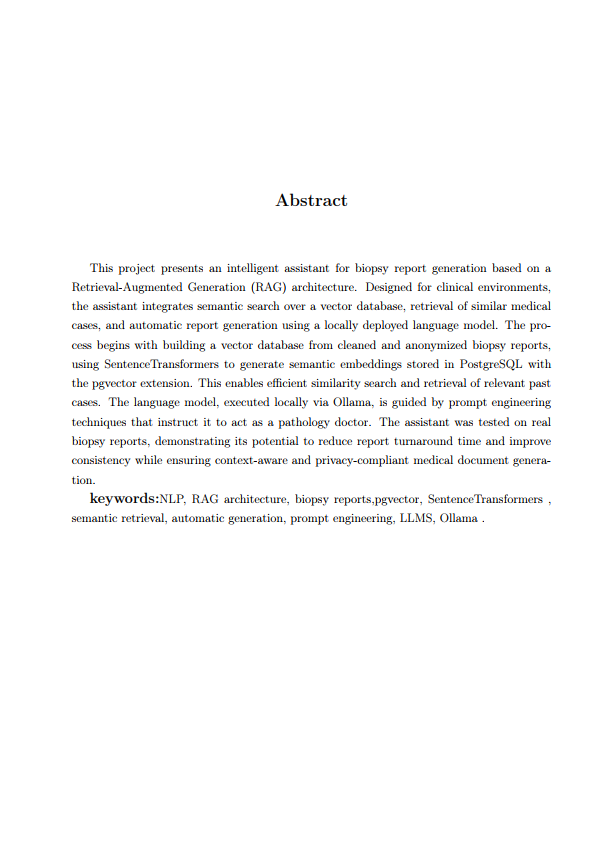 Abstract
This project presents an intelligent assistant for biopsy report generation based on a
Retrieval-Augmented Generation (RAG) architecture. Designed for clinical environments,
the assistant integrates semantic search over a vector database, retrieval of similar medical
cases, and automatic report generation using a locally deployed language model. The pro-
cess begins with building a vector database from cleaned and anonymized biopsy reports,
using SentenceTransformers to generate semantic embeddings stored in PostgreSQL with
the pgvector extension. This enables efficient similarity search and retrieval of relevant past
cases. The language model, executed locally via Ollama, is guided by prompt engineering
techniques that instruct it to act as a pathology doctor. The assistant was tested on real
biopsy reports, demonstrating its potential to reduce report turnaround time and improve
consistency while ensuring context-aware and privacy-compliant medical document genera-
tion.
keywords:NLP, RAG architecture, biopsy reports,pgvector, SentenceTransformers ,
semantic retrieval, automatic generation, prompt engineering, LLMS, Ollama .